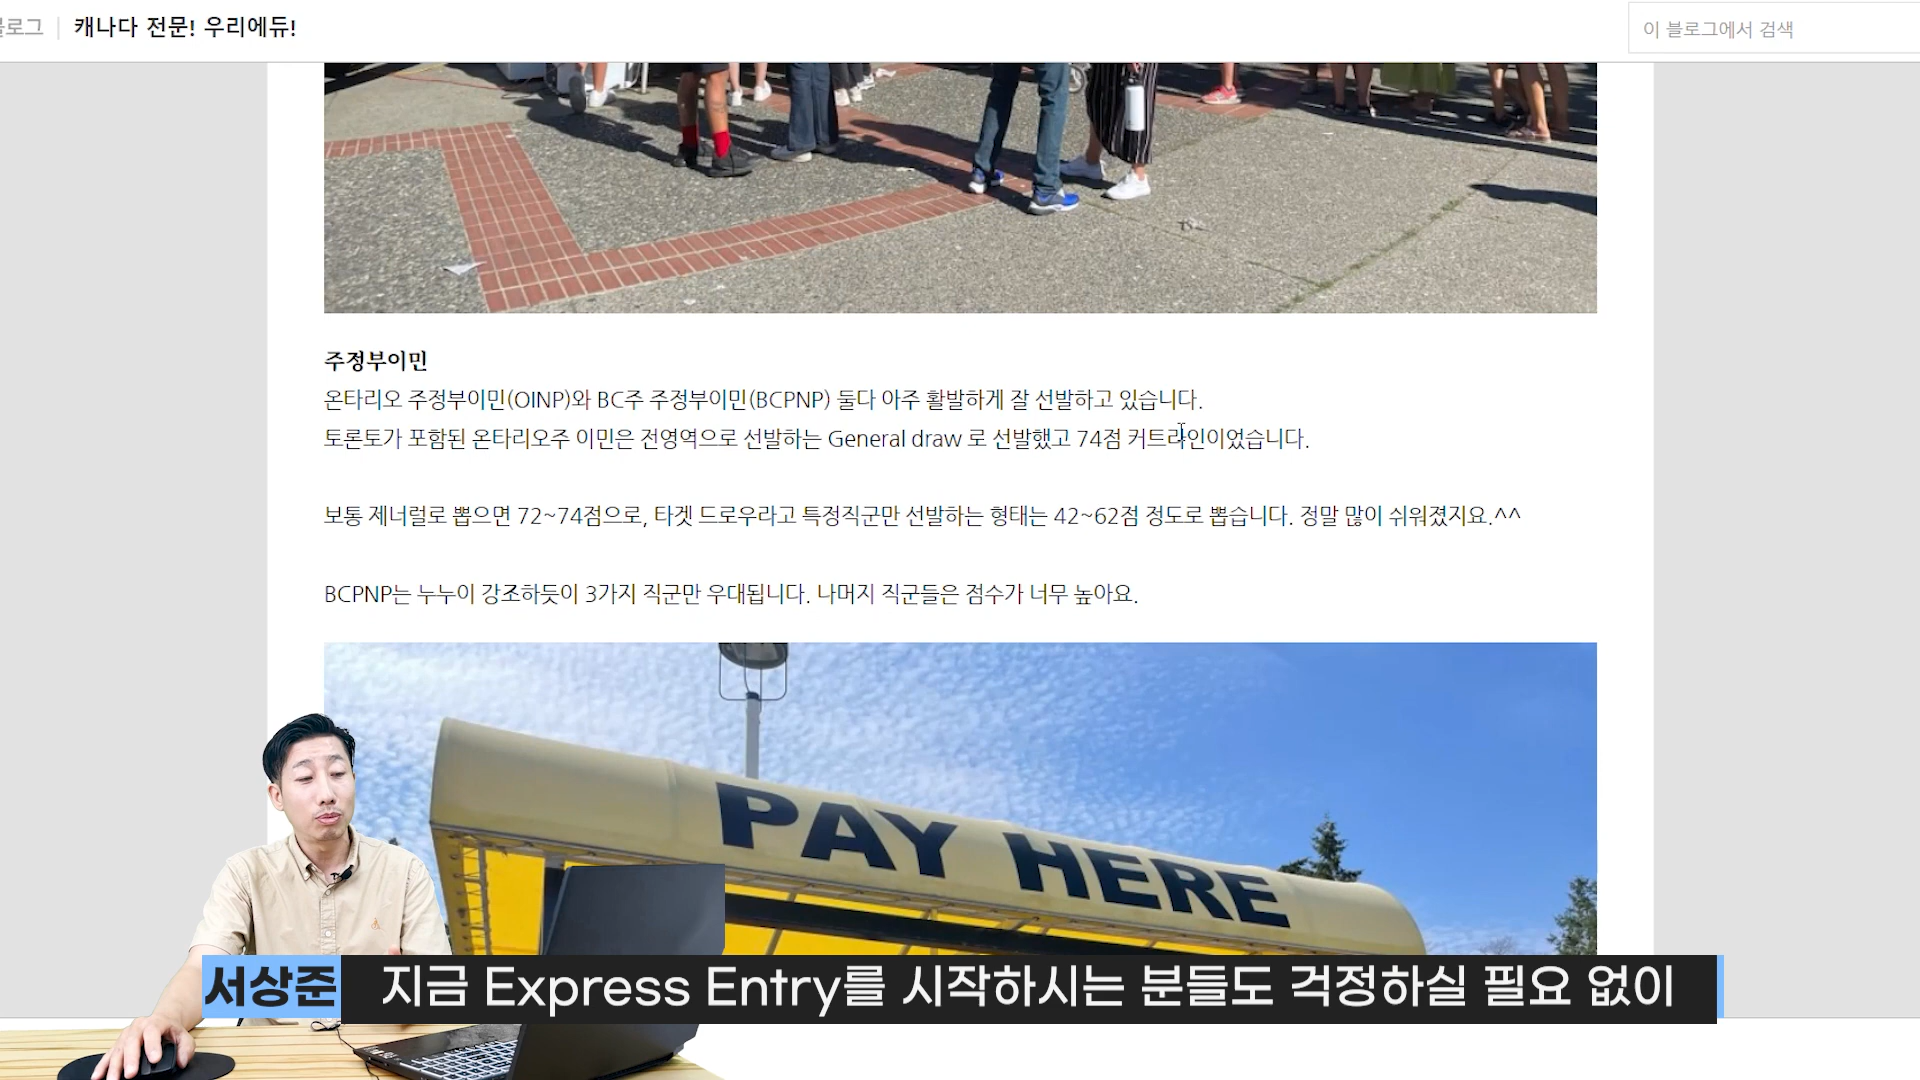 블로그 | 캐나다 전문! 우리에듀!
이 블로그에서 검색
주정부이민
온타리오 주정부이민(OINP)와 BC주 주정부이민(BCPNP) 둘다 아주 활발하게 잘 선발하고 있습니다.
토론토가 포함된 온타리오주 이민은 전영역으로 선발하는 General draw 로 선발했고 74점 커트라인이었습니다.
보통 제너럴로 뽑으면 72~74점으로, 타겟 드로우라고 특정직군만 선발하는 형태는 42~62점 정도로 뽑습니다. 정말 많이 쉬워졌지요.^^
BCPNP는 누누이 강조하듯이 3가지 직군만 우대됩니다. 나머지 직군들은 점수가 너무 높아요.
PAY HERE
서상준 지금 Express Entry를 시작하시는 분들도 걱정하실 필요 없이